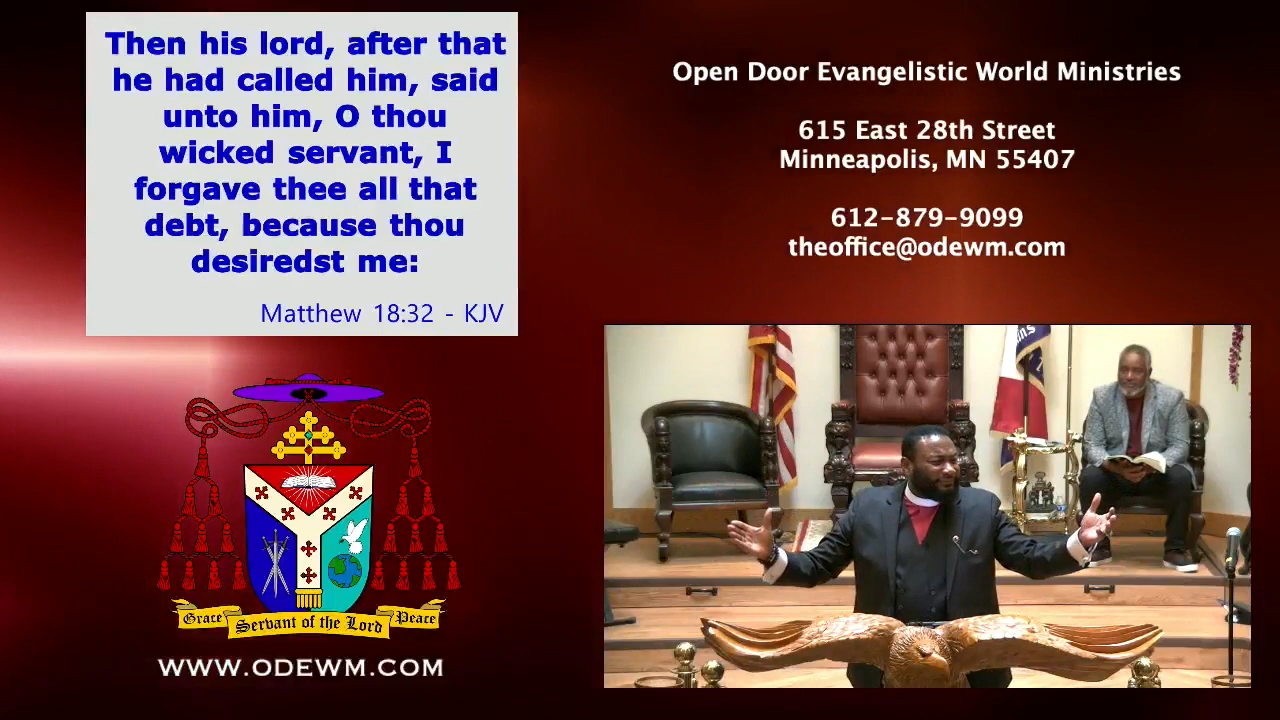 Then his lord, after that
he had called him, said
unto him, O thou
wicked servant, I
forgave thee all that
debt, because thou
desiredst me:
Matthew 18:32 - KJV
Open Door Evangelistic World Ministries
615 East 28th Street
Minneapolis, MN 55407
612-879-9099
theoffice@odewm.com
Grace Servant of the Lord Peace
WWW.ODEWM.COM